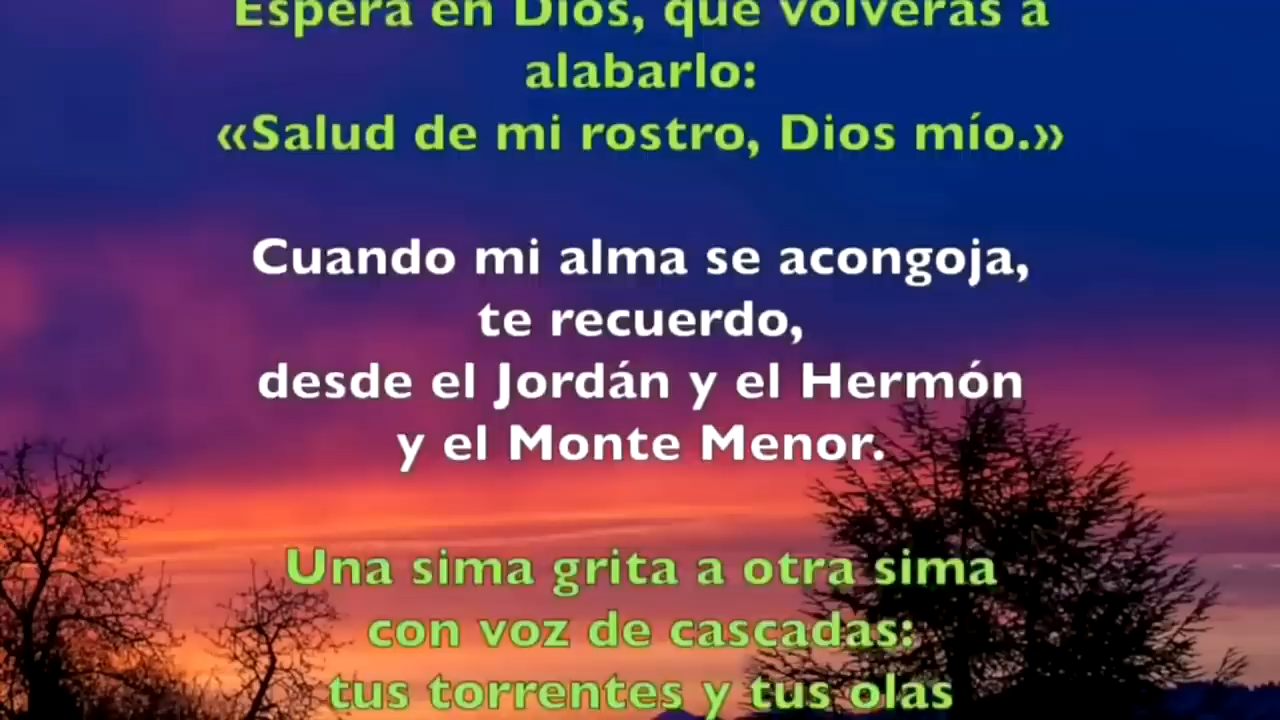 Espera en Dios, que volverás a
alabarlo:
«Salud de mi rostro, Dios mío.»
Cuando mi alma se acongoja,
te recuerdo,
desde el Jordán y el Hermón
y el Monte Menor.
Una sima grita a otra sima
con voz de cascadas:
tus torrentes y tus olas